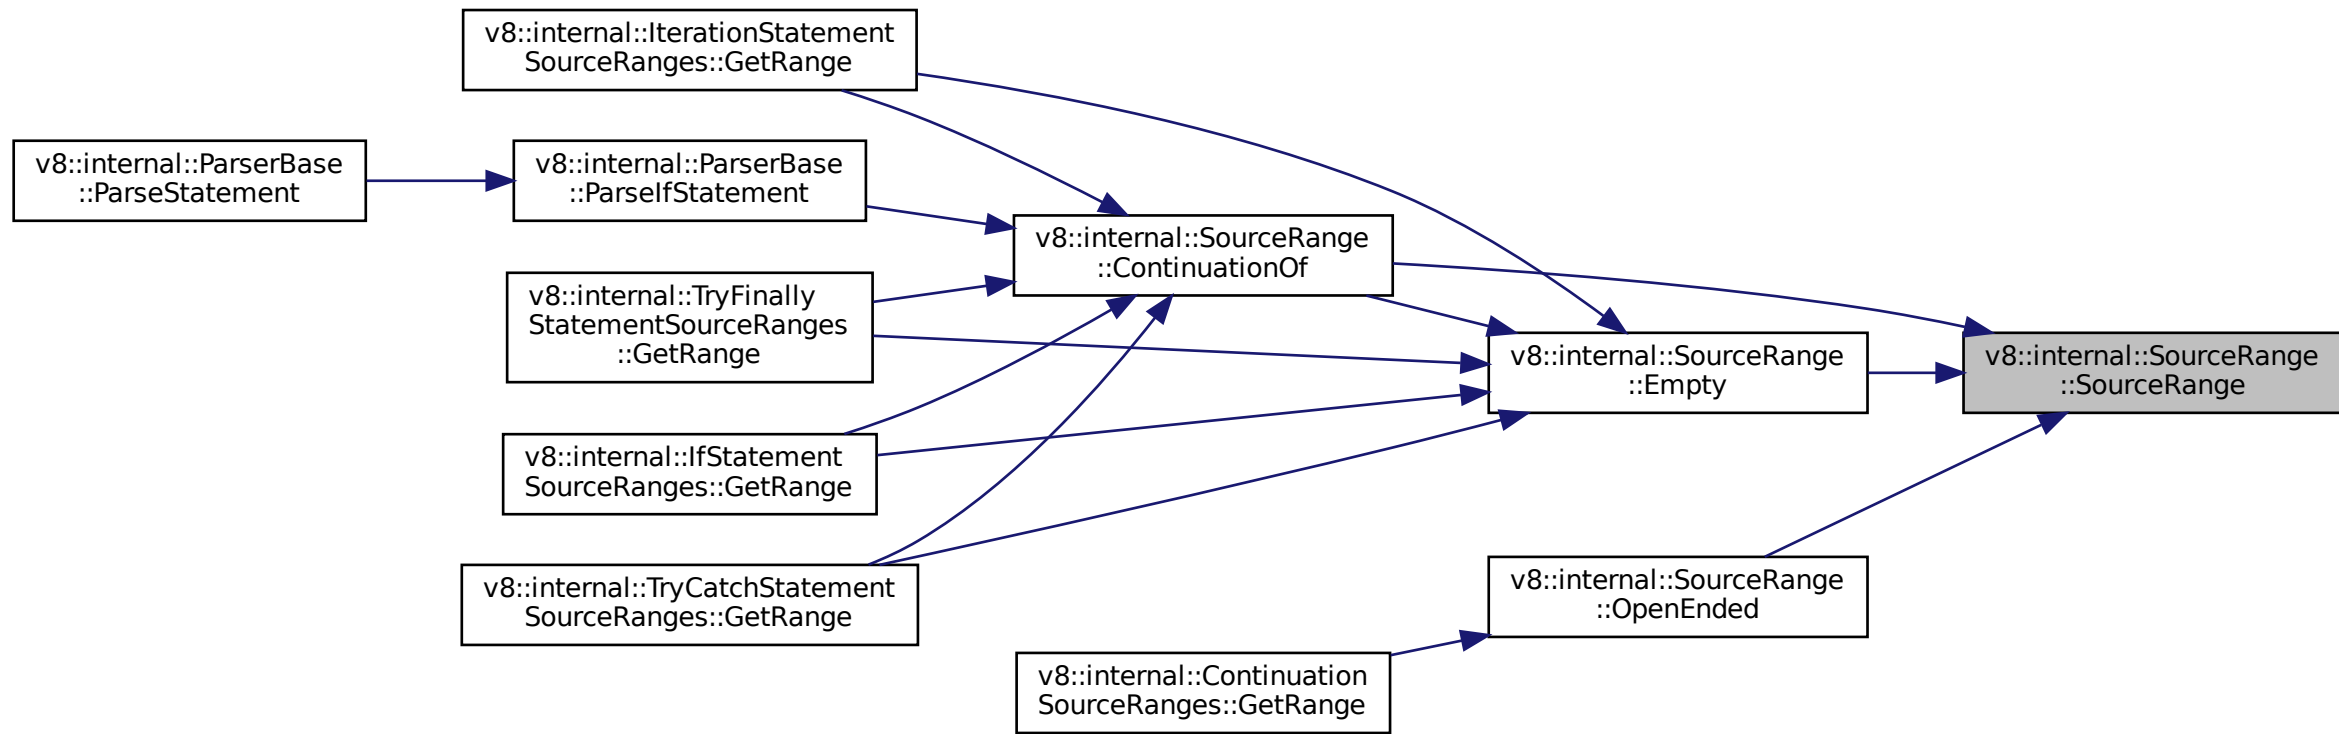 v8::internal::IterationStatement
SourceRanges::GetRange
v8::internal::ParserBase
::ParseStatement
v8::internal::ParserBase
::ParseIfStatement
v8::internal::SourceRange
::ContinuationOf
v8::internal::TryFinally
StatementSourceRanges
::GetRange
v8::internal::SourceRange
::Empty
v8::internal::SourceRange
::SourceRange
v8::internal::IfStatement
SourceRanges::GetRange
v8::internal::TryCatchStatement
SourceRanges::GetRange
v8::internal::SourceRange
::OpenEnded
v8::internal::Continuation
SourceRanges::GetRange